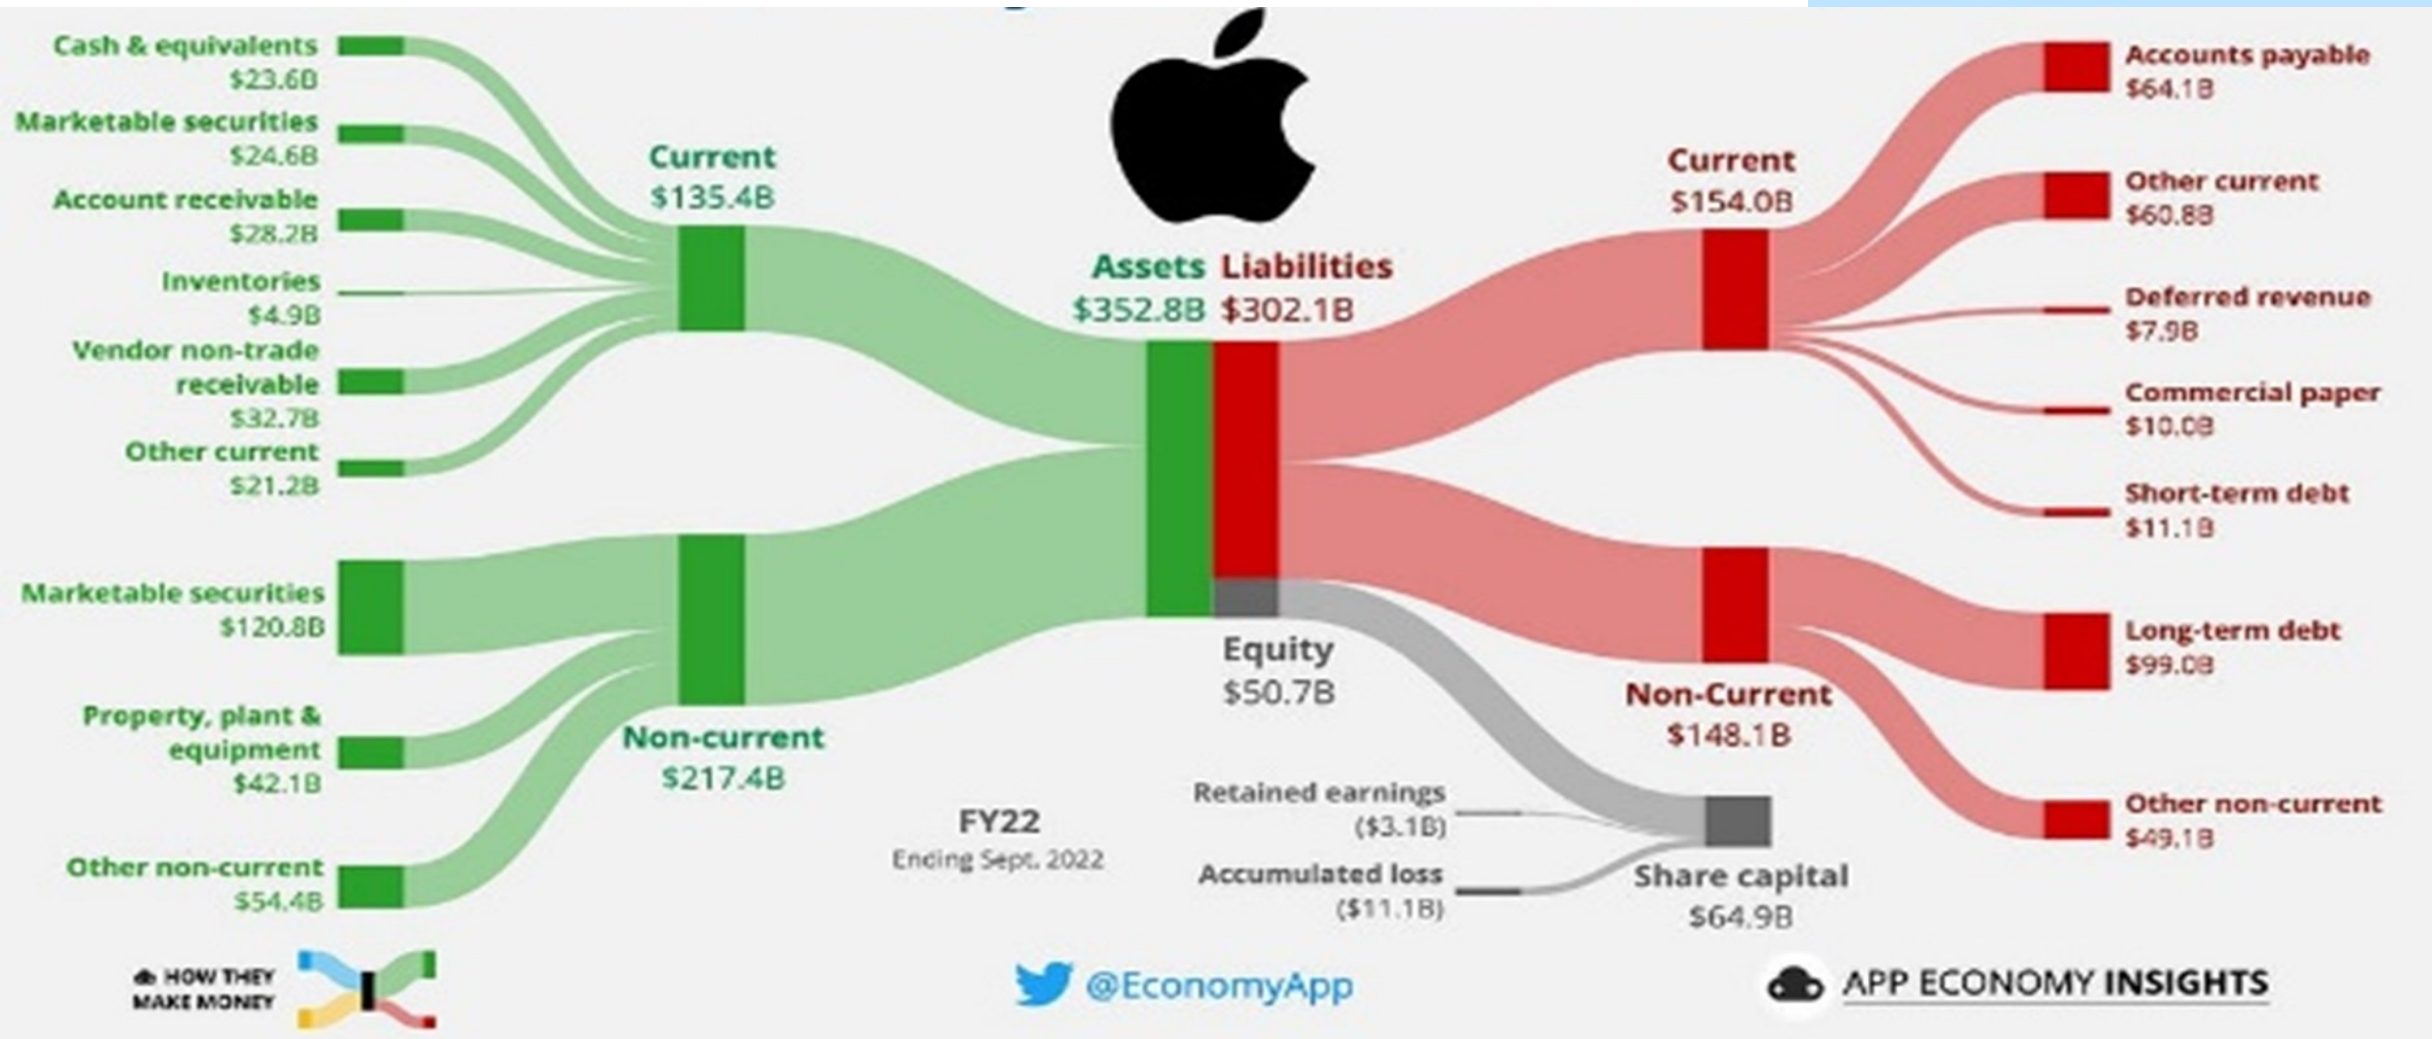 Cash & equivalents
$23.6B
Marketable securities
$24.6B
Account receivable
$28.2B
Inventories
$4.9B
Vendor non-trade
receivable
$32.7B
Other current
$21.2B
Marketable securities
$120.8B
Property, plant &
equipment
$42.1B
Other non-current
$54.4B
Current
$135.4B
Non-current
$217.4B
Assets
$352.8B
Liabilities
$302.1B
Equity
$50.7B
FY22
Ending Sept. 2022
Retained earnings
($3.1B)
Accumulated loss
($11.1B)
Share capital
$64.9B
Current
$154.0B
Non-Current
$148.1B
Accounts payable
$64.1B
Other current
$60.8B
Deferred revenue
$7.9B
Commercial paper
$10.0B
Short-term debt
$11.1B
Long-term debt
$99.0B
Other non-current
$49.1B
HOW THEY
MAKE MONEY
@EconomyApp
APP ECONOMY INSIGHTS